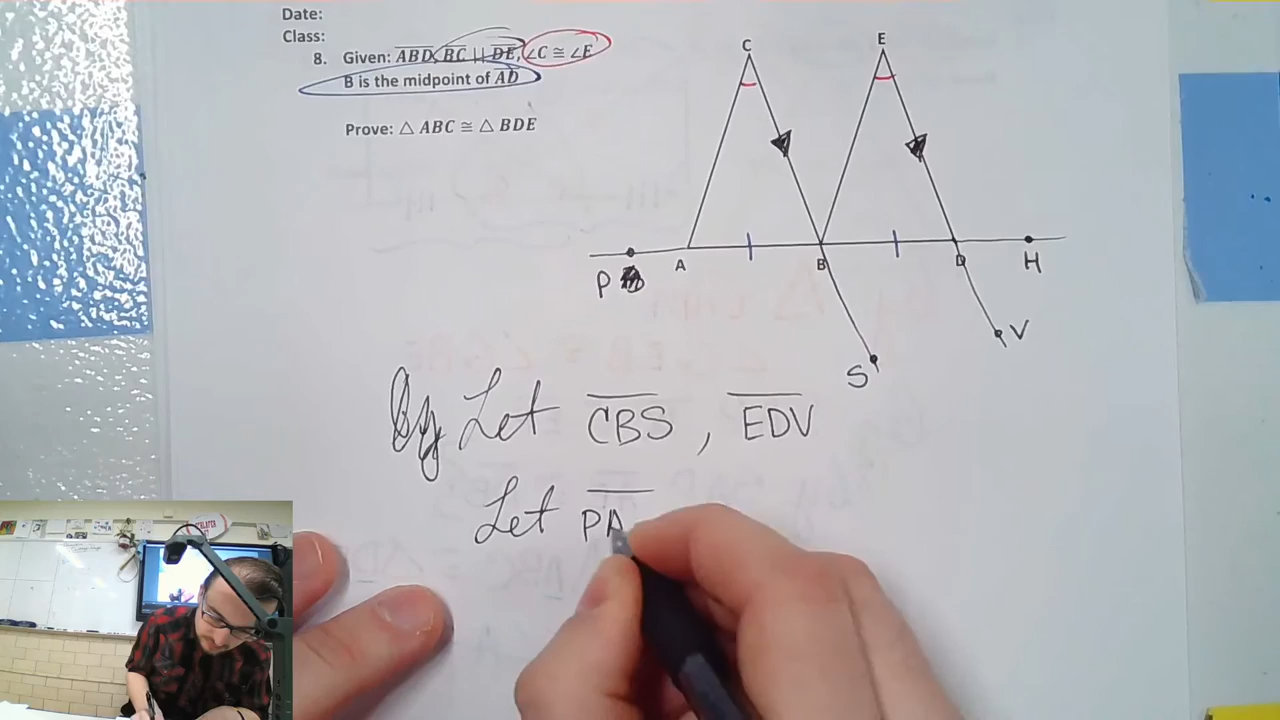 Date:
Class:
8. Given: ABD, BC || DE, ∠C ≅ ∠E
B is the midpoint of AD
Prove: △ ABC ≅ △ BDE
C E
P A B D H
S V
By Let CBS, EDV
Let PA